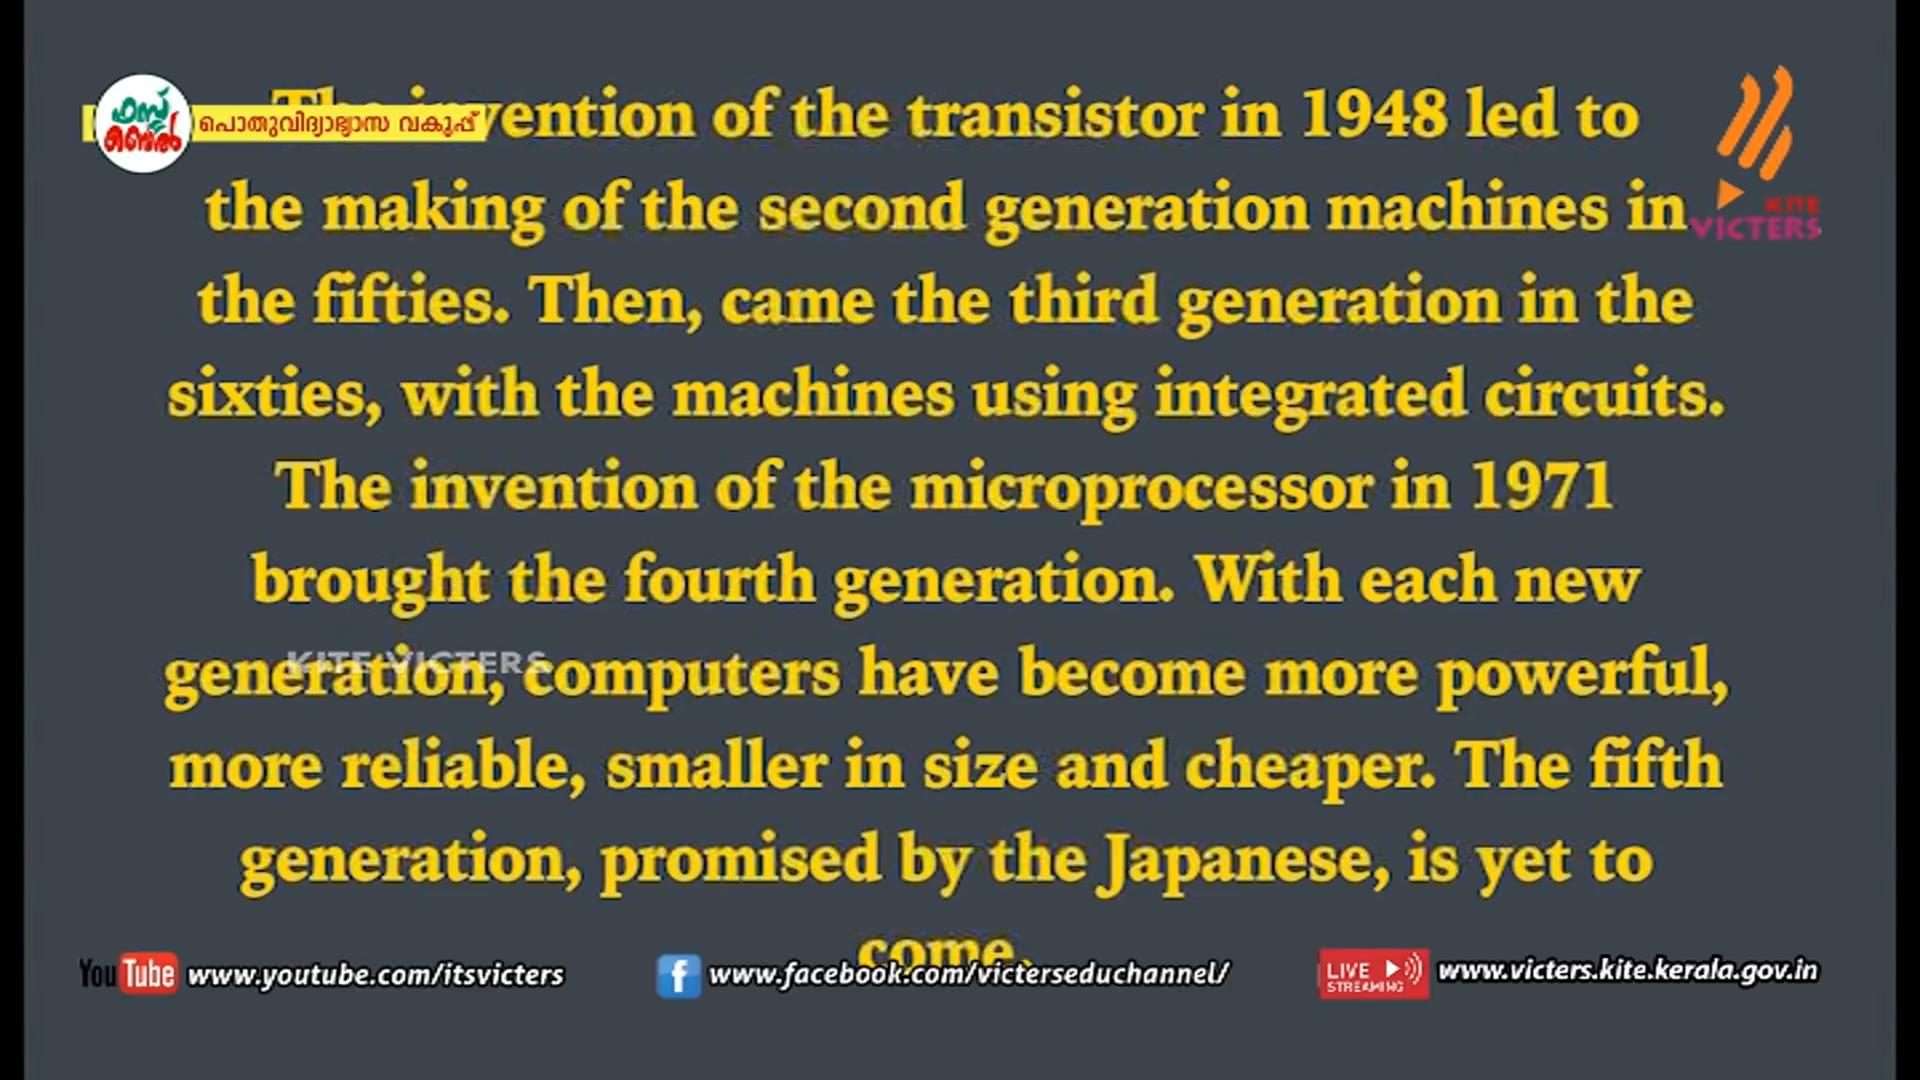 The invention of the transistor in 1948 led to
the making of the second generation machines in
the fifties. Then, came the third generation in the
sixties, with the machines using integrated circuits.
The invention of the microprocessor in 1971
brought the fourth generation. With each new
generation, computers have become more powerful,
more reliable, smaller in size and cheaper. The fifth
generation, promised by the Japanese, is yet to
come.
ഫസ്റ്റ്
ബെൽ
പൊതുവിദ്യാഭ്യാസ വകുപ്പ്
KITE
VICTERS
KITE VICTERS
YouTube www.youtube.com/itsvicters
f www.facebook.com/victerseduchannel/
LIVE
STREAMING
www.victers.kite.kerala.gov.in